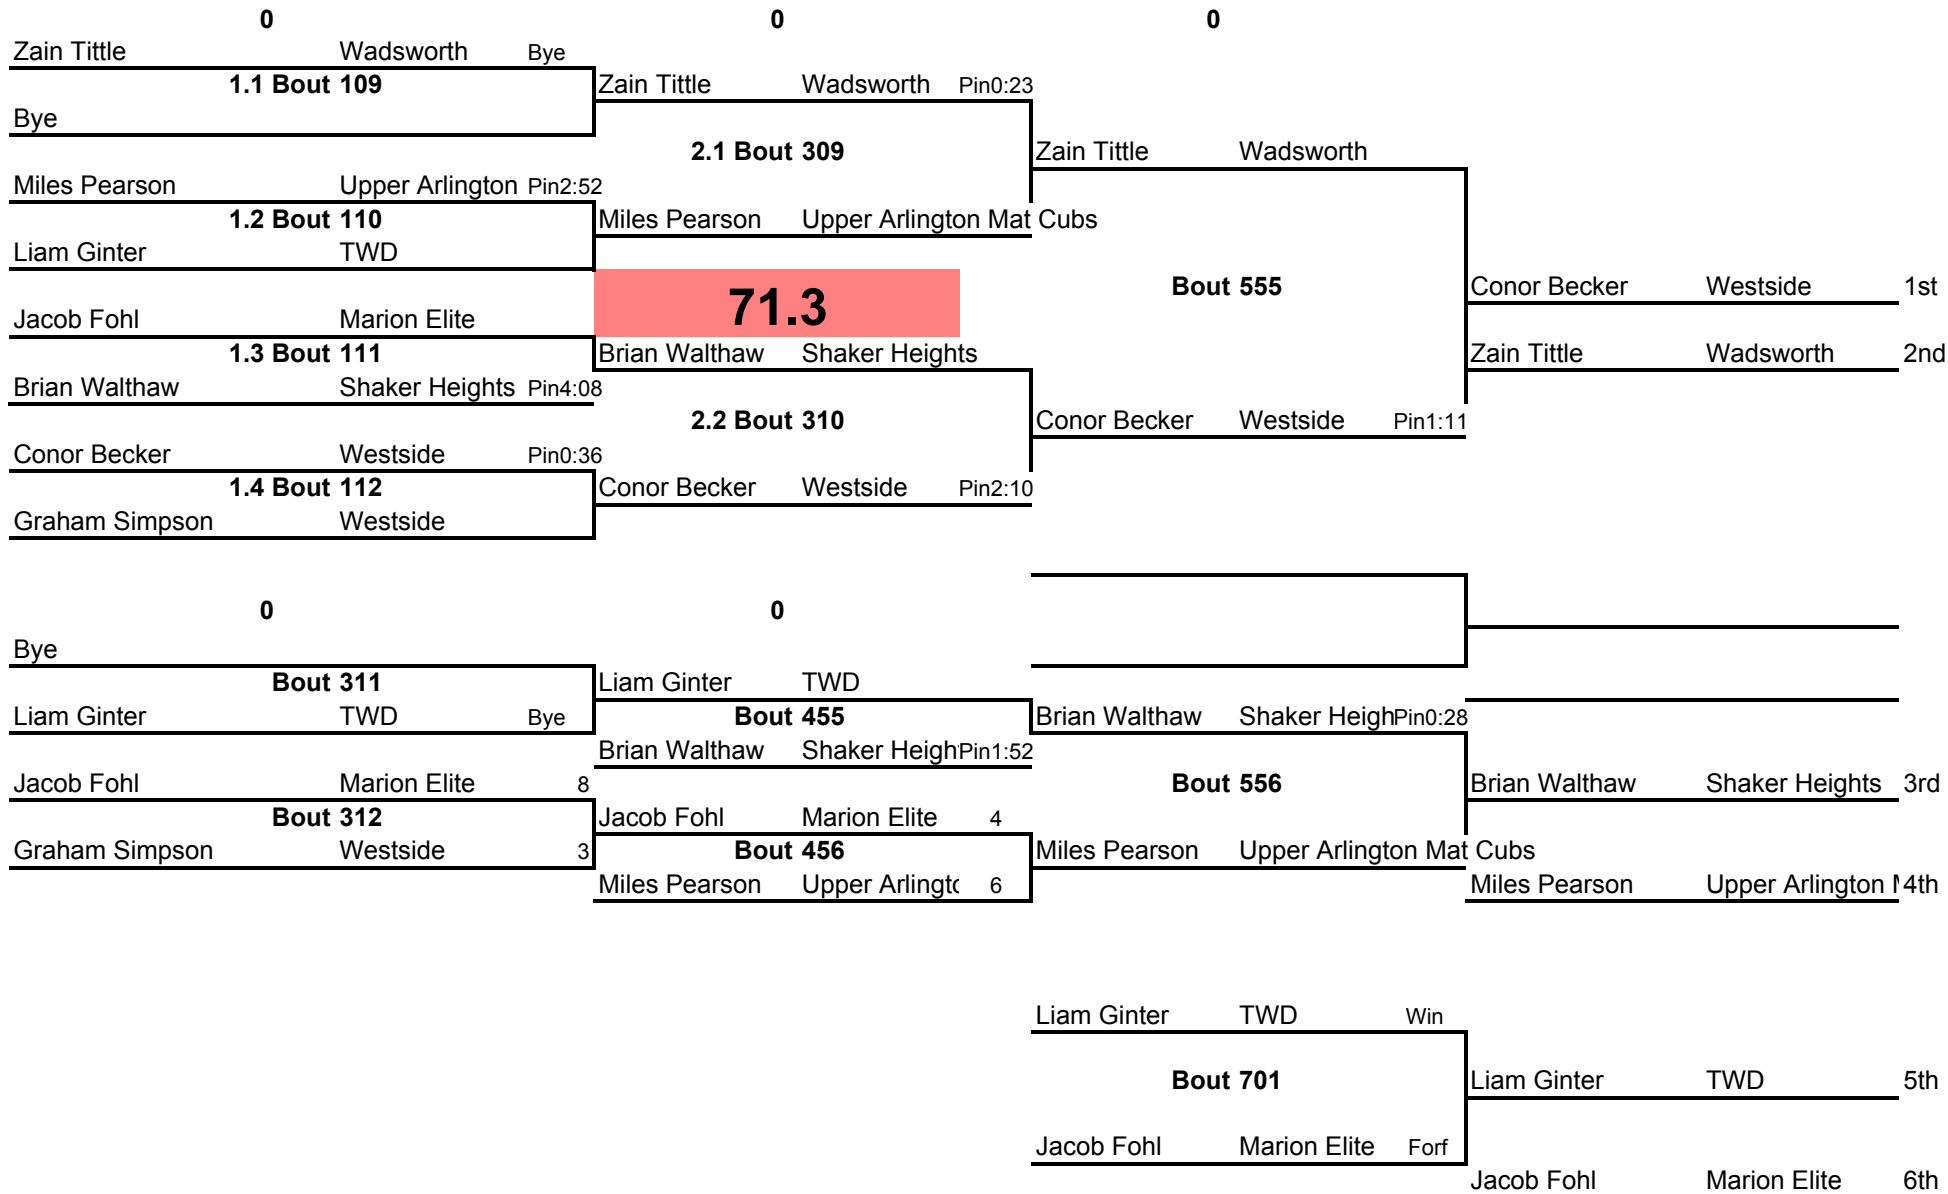 0 0 0
Zain Tittle Wadsworth Bye
1.1 Bout 109 Zain Tittle Wadsworth Pin0:23
Bye
2.1 Bout 309 Zain Tittle Wadsworth
Miles Pearson Upper Arlington Pin2:52
1.2 Bout 110 Miles Pearson Upper Arlington Mat Cubs
Liam Ginter TWD
71.3 Bout 555 Conor Becker Westside 1st
Jacob Fohl Marion Elite
1.3 Bout 111 Brian Walthaw Shaker Heights Zain Tittle Wadsworth 2nd
Brian Walthaw Shaker Heights Pin4:08
2.2 Bout 310 Conor Becker Westside Pin1:11
Conor Becker Westside Pin0:36
1.4 Bout 112 Conor Becker Westside Pin2:10
Graham Simpson Westside
0 0
Bye
Bout 311 Liam Ginter TWD
Liam Ginter TWD Bye Bout 455 Brian Walthaw Shaker Heigh Pin0:28
Brian Walthaw Shaker Heigh Pin1:52
Jacob Fohl Marion Elite 8 Bout 556 Brian Walthaw Shaker Heights 3rd
Bout 312 Jacob Fohl Marion Elite 4
Graham Simpson Westside 3 Bout 456 Miles Pearson Upper Arlington Mat Cubs
Miles Pearson Upper Arlingto 6 Miles Pearson Upper Arlington 4th
Liam Ginter TWD Win
Bout 701 Liam Ginter TWD 5th
Jacob Fohl Marion Elite Forf
Jacob Fohl Marion Elite 6th